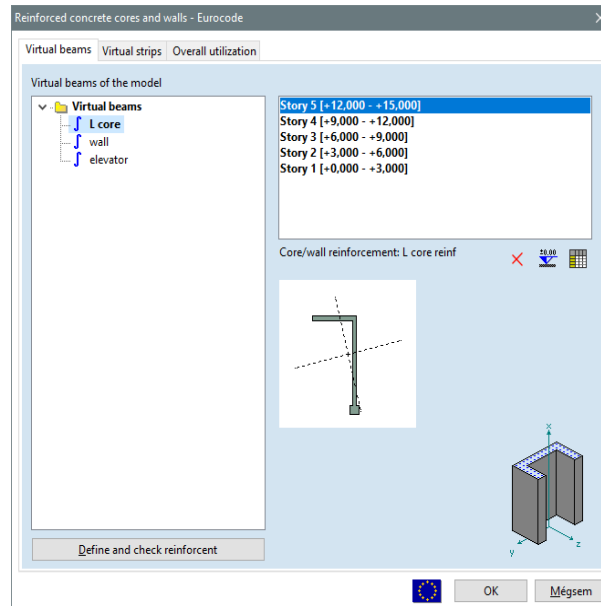 Reinforced concrete cores and walls - Eurocode
Virtual beams Virtual strips Overall utilization
Virtual beams of the model
Virtual beams
L core
wall
elevator
Story 5 [+12,000 - +15,000]
Story 4 [+9,000 - +12,000]
Story 3 [+6,000 - +9,000]
Story 2 [+3,000 - +6,000]
Story 1 [+0,000 - +3,000]
Core/wall reinforcement: L core reinf
±0.00
x
y
z
Define and check reinforcent
OK
Mégsem